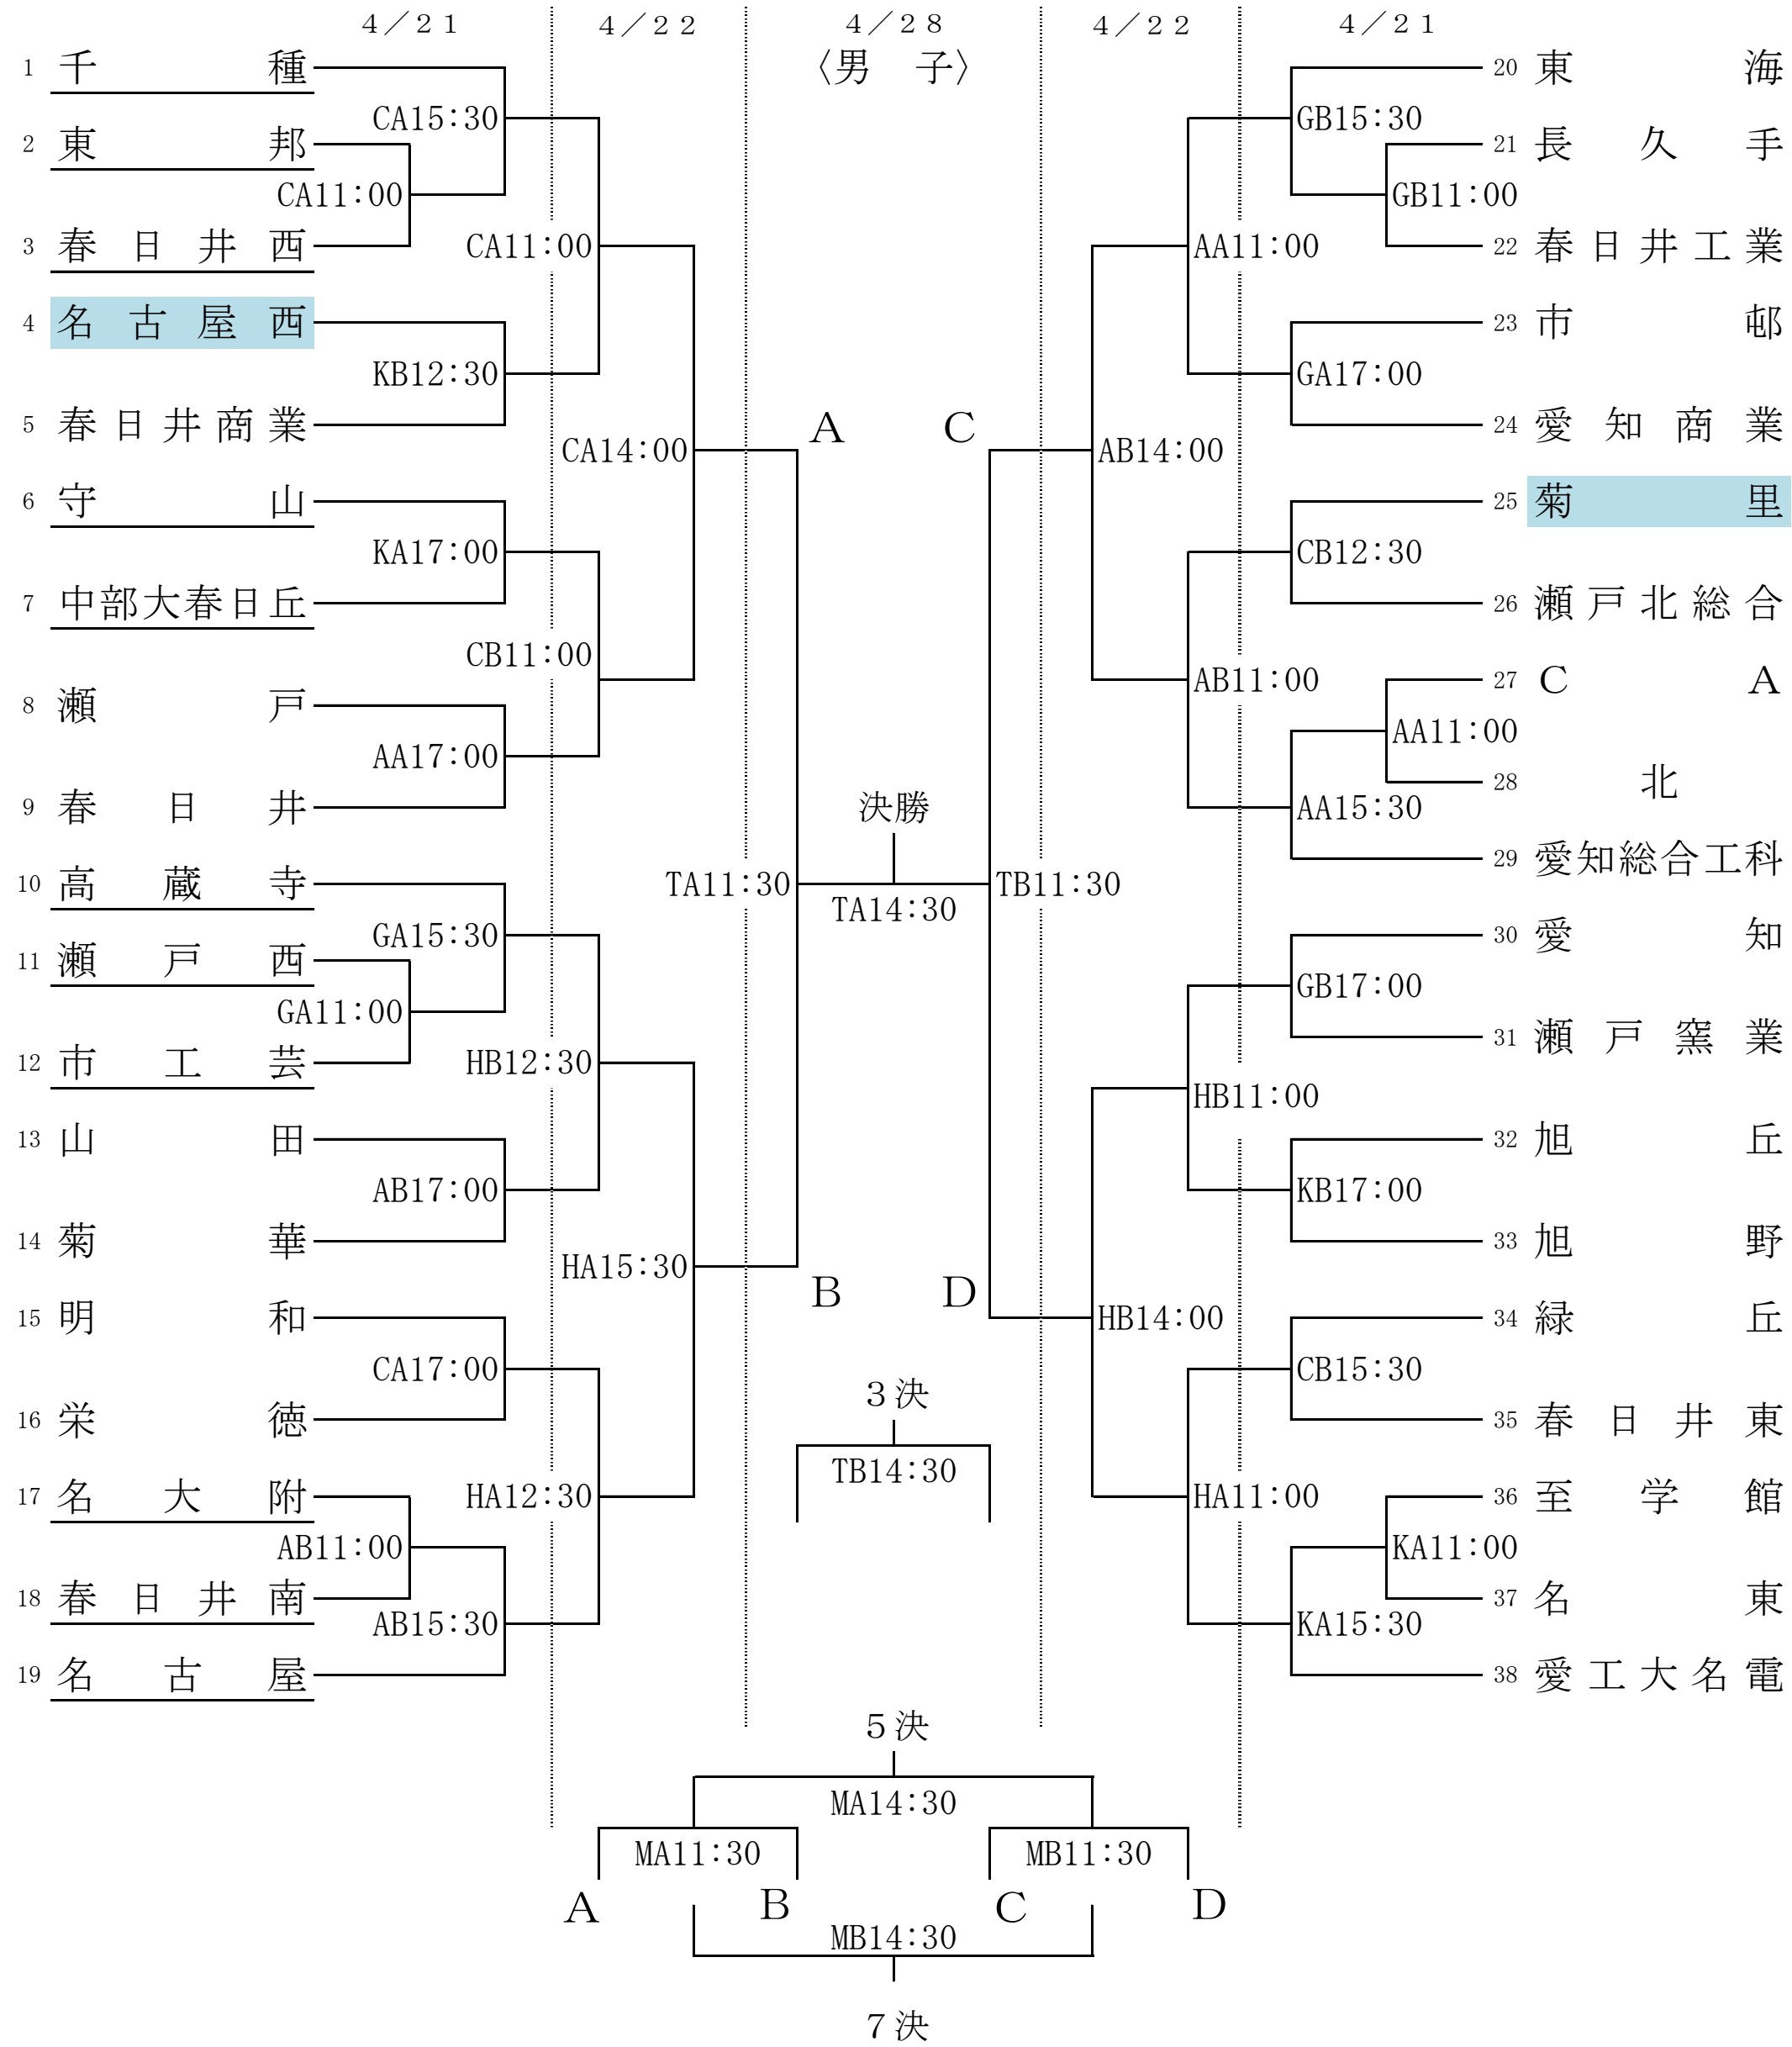 4／21 4／22 4／28 4／22 4／21
〈男 子〉
1 千種
CA15:30
2 東邦
CA11:00
3 春日井西
CA11:00
4 名古屋西
KB12:30
5 春日井商業
A
CA14:00
6 守山
KA17:00
7 中部大春日丘
CB11:00
8 瀬戸
AA17:00
9 春日井
10 高蔵寺
TA11:30
GA15:30
11 瀬戸西
GA11:00
12 市工芸
HB12:30
13 山田
AB17:00
14 菊華
HA15:30
B
15 明和
CA17:00
16 栄徳
17 名大附
HA12:30
AB11:00
18 春日井南
AB15:30
19 名古屋
決勝
TA14:30
3決
TB14:30
20 東海
GB15:30
21 長久手
GB11:00
22 春日井工業
AA11:00
23 市邨
GA17:00
24 愛知商業
C
AB14:00
25 菊里
CB12:30
26 瀬戸北総合
27 CA
AB11:00
AA11:00
28 北
AA15:30
29 愛知総合工科
TB11:30
30 愛知
GB17:00
31 瀬戸窯業
HB11:00
32 旭丘
KB17:00
33 旭野
D
34 緑丘
HB14:00
CB15:30
35 春日井東
36 至学館
HA11:00
KA11:00
37 名東
KA15:30
38 愛工大名電
5決
MA14:30
MA11:30 MB11:30
A B C D
MB14:30
7決